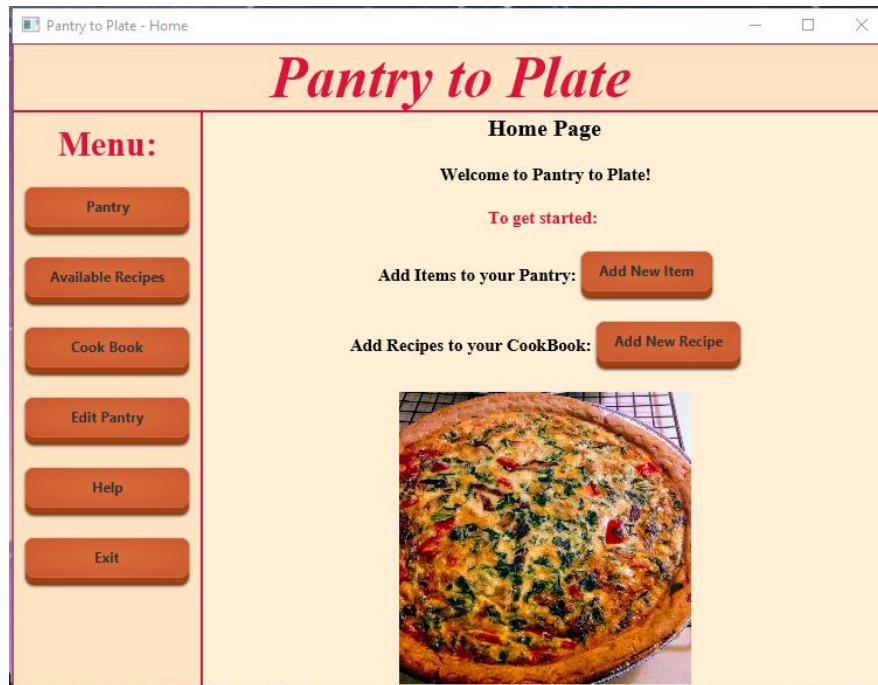 Pantry to Plate - Home
Pantry to Plate
Menu:
Pantry
Available Recipes
Cook Book
Edit Pantry
Help
Exit
Home Page
Welcome to Pantry to Plate!
To get started:
Add Items to your Pantry: Add New Item
Add Recipes to your CookBook: Add New Recipe